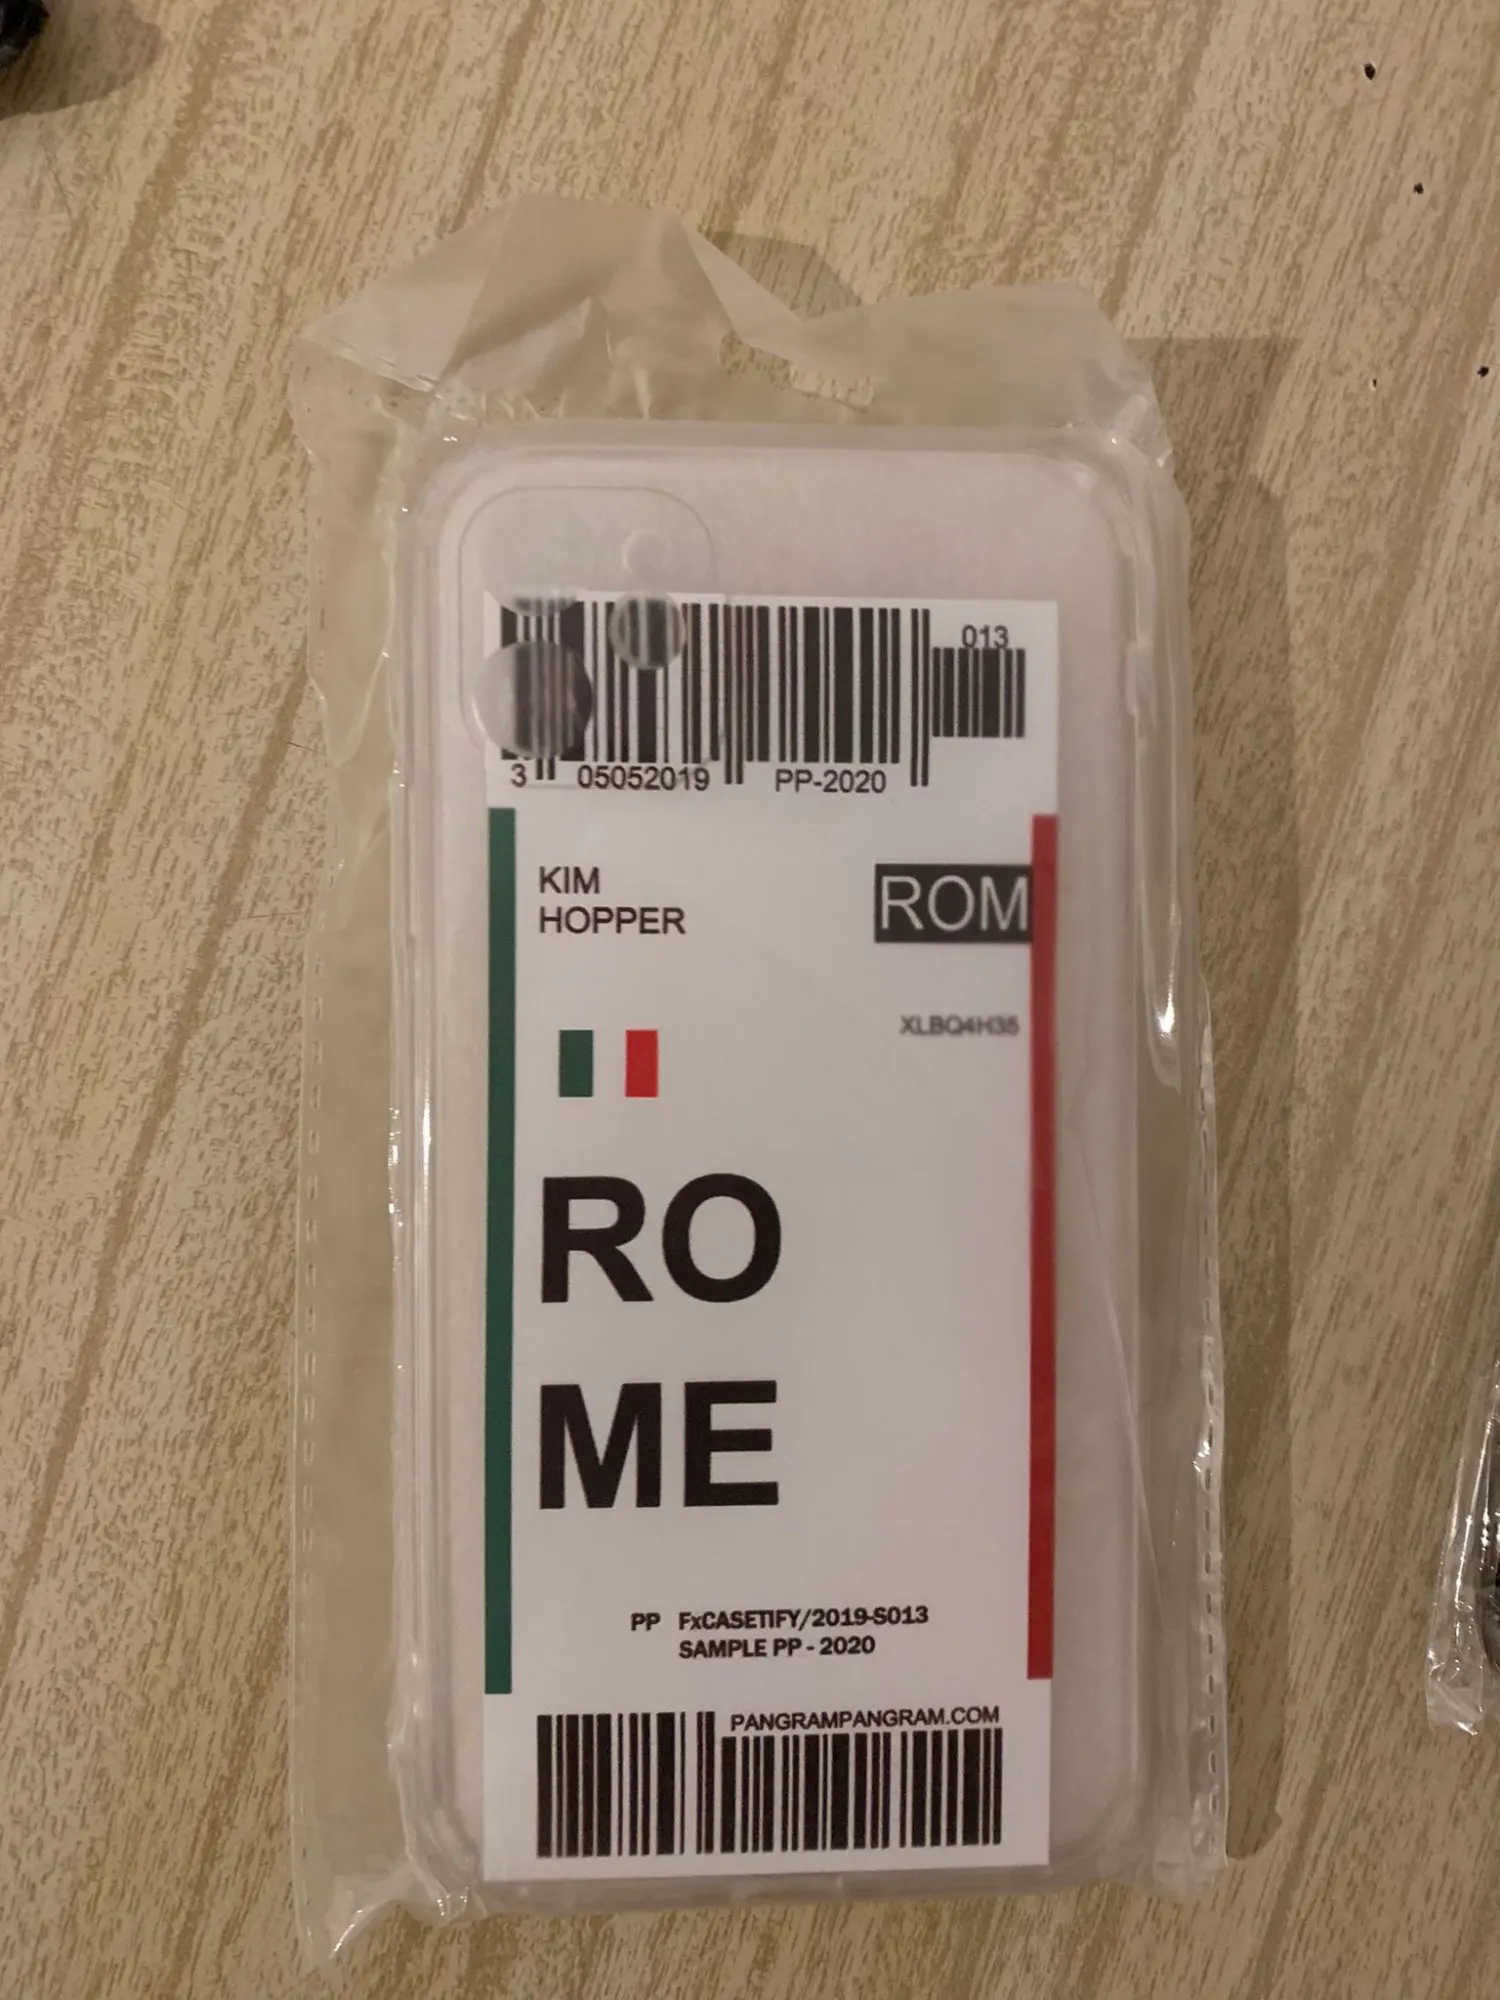 013
3 05052019 PP-2020
KIM
HOPPER
ROM
XLBQ4H35
RO
ME
PP FxCASETIFY/2019-S013
SAMPLE PP - 2020
PANGRAMPANGRAM.COM